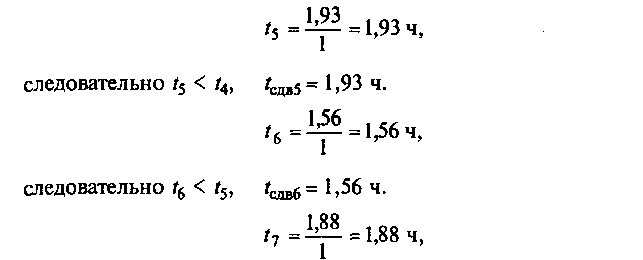 t5 = 1,93 / 1 = 1,93 ч,
следовательно t5 < t4, tсдв5 = 1,93 ч.
t6 = 1,56 / 1 = 1,56 ч,
следовательно t6 < t5, tсдв6 = 1,56 ч.
t7 = 1,88 / 1 = 1,88 ч,